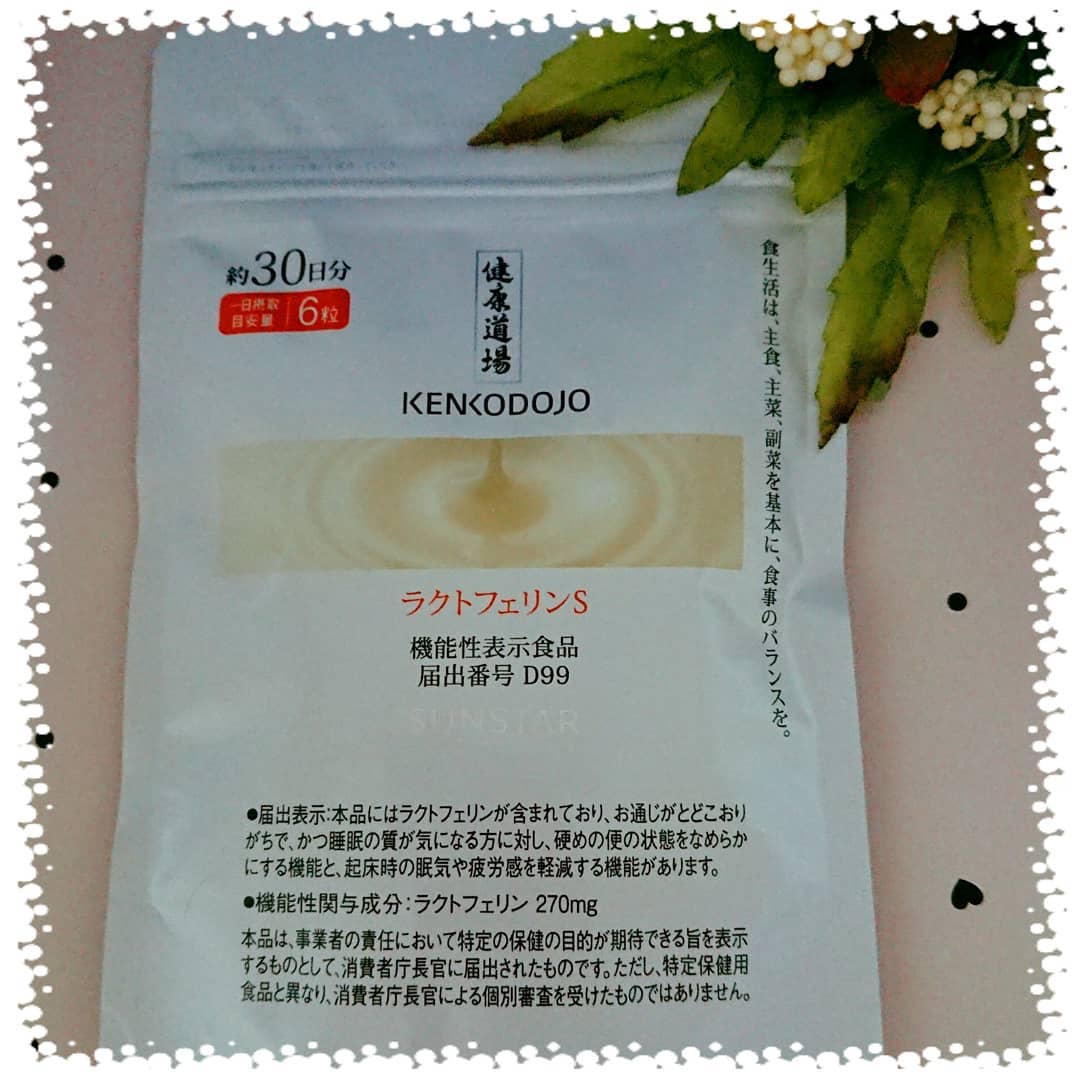 約30日分
一日摂取
目安量
6粒
健康道場
KENKODOJO
食生活は、主食、主菜、副菜を基本に、食事のバランスを。
ラクトフェリンS
機能性表示食品
届出番号 D99
SUNSTAR
●届出表示:本品にはラクトフェリンが含まれており、お通じがとどこおり
がちで、かつ睡眠の質が気になる方に対し、硬めの便の状態をなめらか
にする機能と、起床時の眠気や疲労感を軽減する機能があります。
●機能性関与成分:ラクトフェリン 270mg
本品は、事業者の責任において特定の保健の目的が期待できる旨を表示
するものとして、消費者庁長官に届出されたものです。ただし、特定保健用
食品と異なり、消費者庁長官による個別審査を受けたものではありません。